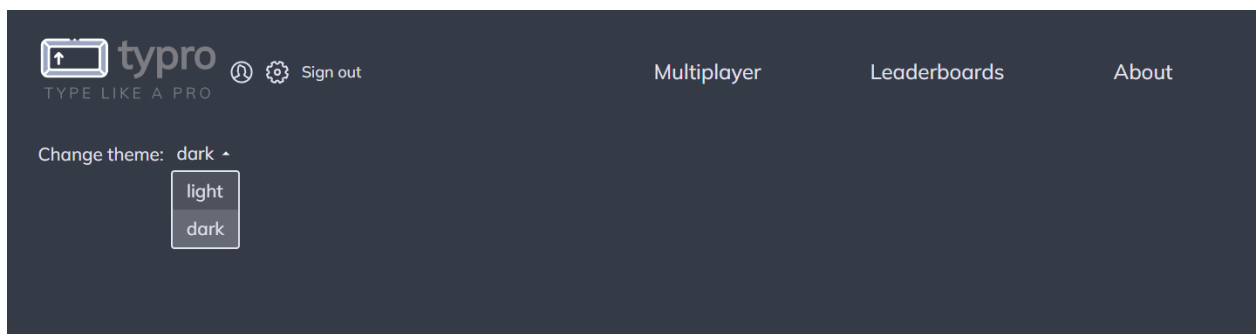 typro
TYPE LIKE A PRO
Sign out
Multiplayer
Leaderboards
About
Change theme: dark
light
dark